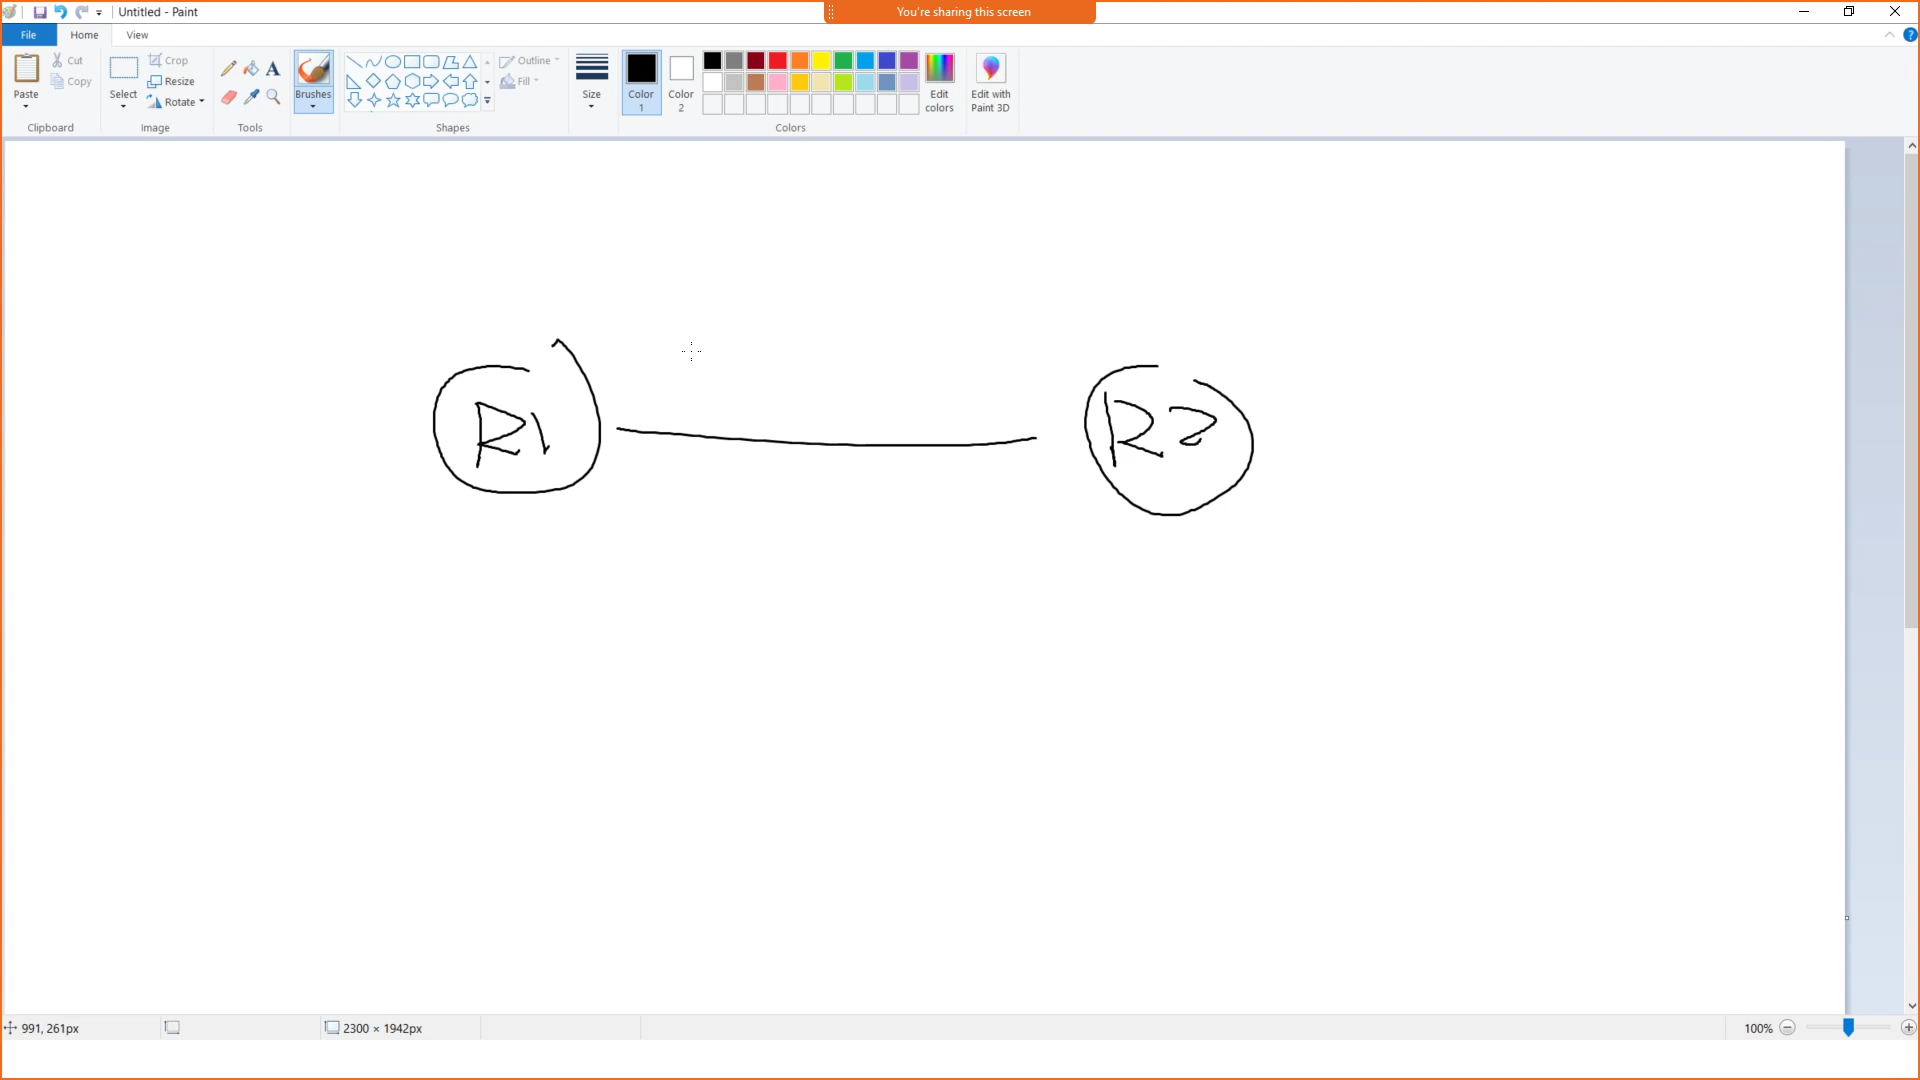 Untitled - Paint
You're sharing this screen
File
Home
View
Paste
Cut
Copy
Clipboard
Select
Crop
Resize
Rotate
Image
A
Tools
Brushes
Outline
Fill
Shapes
Size
Color
1
Color
2
Edit
colors
Colors
Edit with
Paint 3D
?
R1
R2
991, 261px
2300 × 1942px
100%